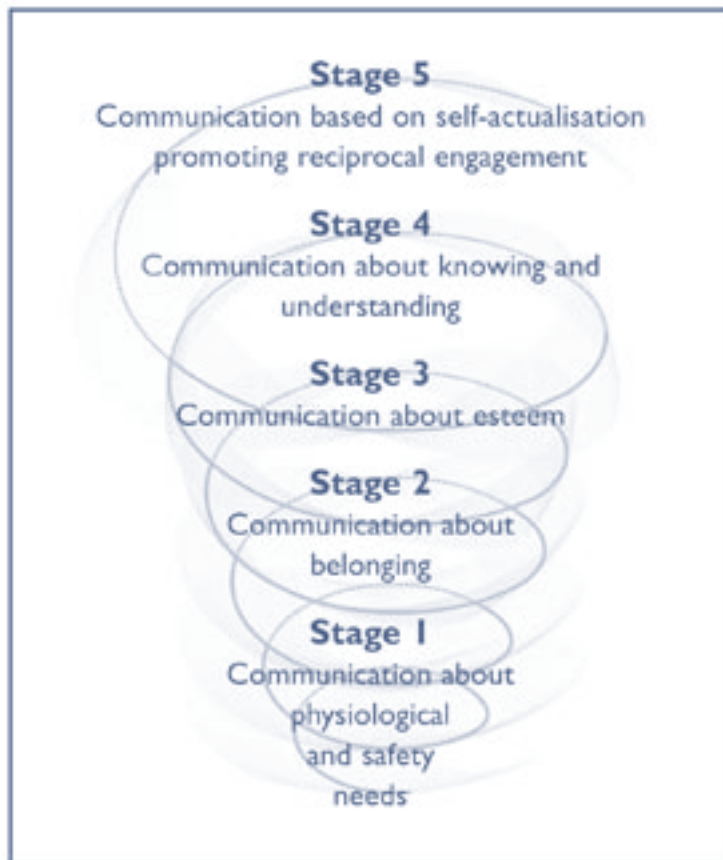 Stage 5
Communication based on self-actualisation
promoting reciprocal engagement
Stage 4
Communication about knowing and
understanding
Stage 3
Communication about esteem
Stage 2
Communication about
belonging
Stage 1
Communication about
physiological
and safety
needs